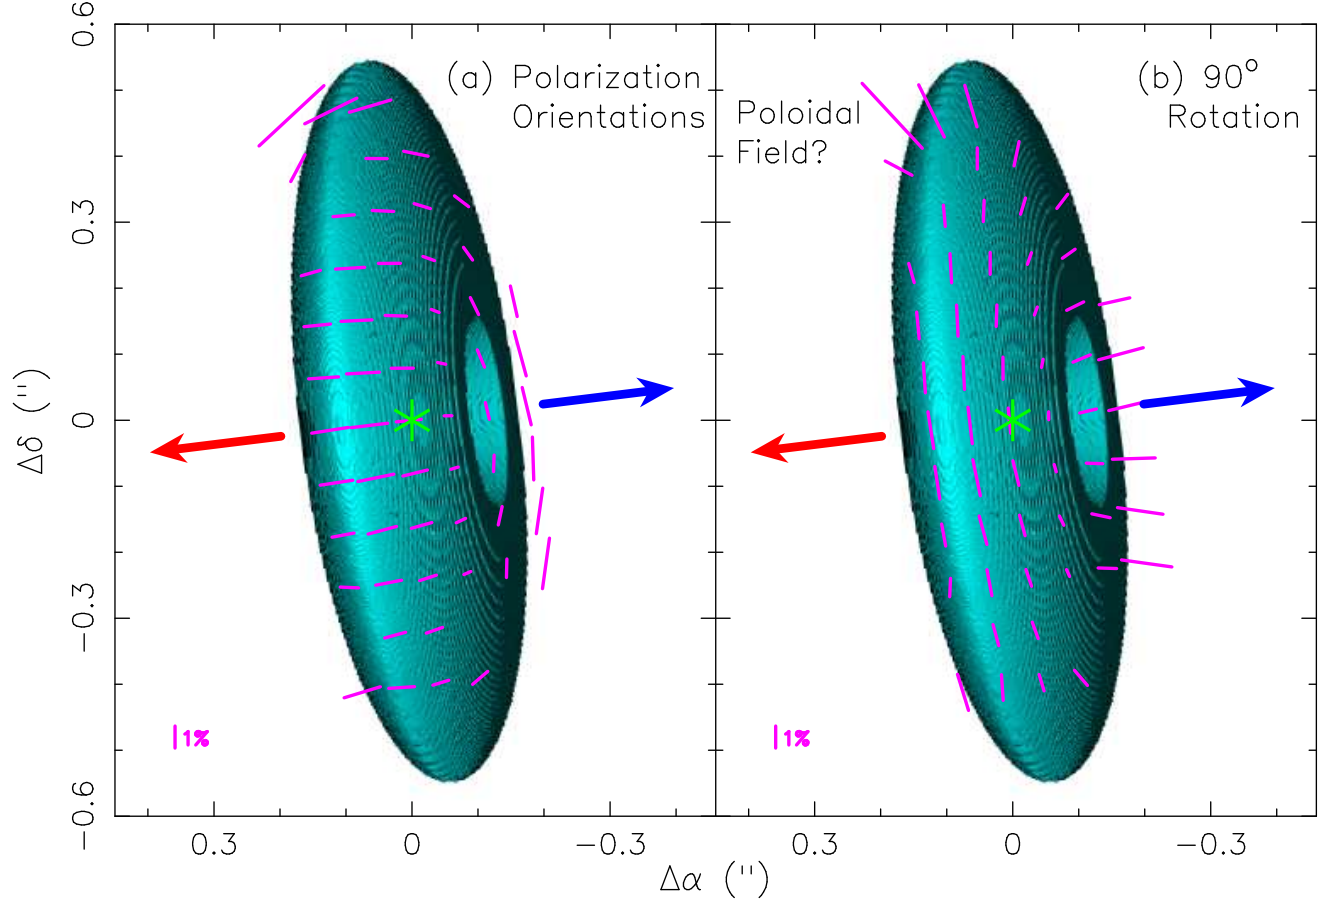 (a) Polarization
Orientations
(b) 90°
Rotation
Poloidal
Field?
0.6
0.3
0
−0.3
−0.6
Δδ (")
1%
1%
0.3
0
−0.3
0.3
0
−0.3
Δα (")